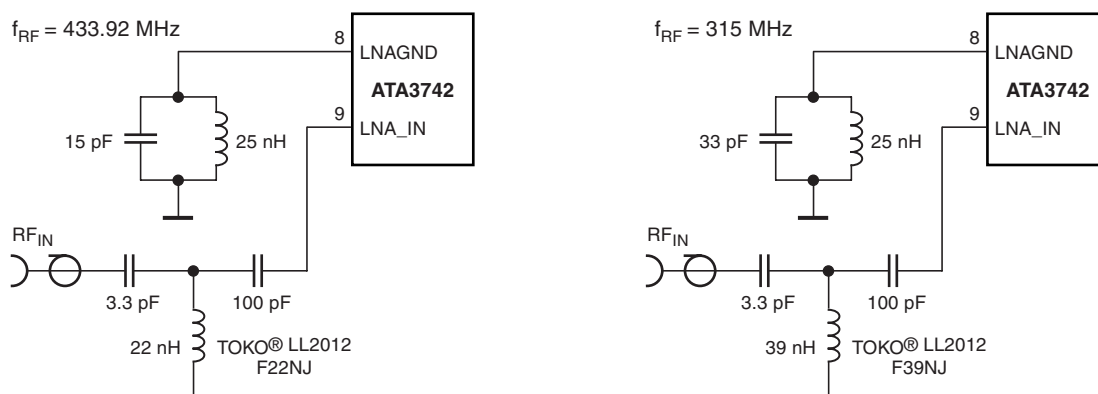 f_RF = 433.92 MHz
8
LNAGND
ATA3742
9
LNA_IN
15 pF
25 nH
RF_IN
3.3 pF
100 pF
22 nH
TOKO® LL2012
F22NJ
f_RF = 315 MHz
8
LNAGND
ATA3742
9
LNA_IN
33 pF
25 nH
RF_IN
3.3 pF
100 pF
39 nH
TOKO® LL2012
F39NJ